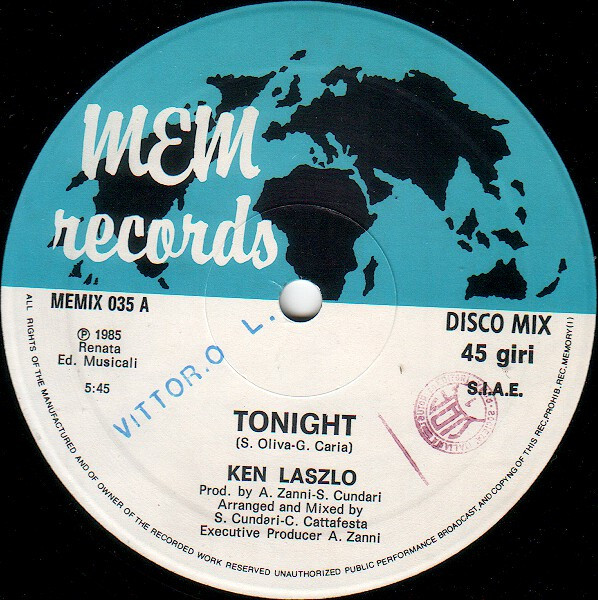 MEM
records
MEMIX 035 A
℗ 1985
Renata
Ed. Musicali
5:45
DISCO MIX
45 giri
S.I.A.E.
VITTOR.O L.
TONIGHT
(S. Oliva-G. Caria)
KEN LASZLO
Prod. by A. Zanni-S. Cundari
Arranged and Mixed by
S. Cundari-C. Cattafesta
Executive Producer A. Zanni
ALL RIGHTS OF THE MANUFACTURED AND OF OWNER OF THE RECORDED WORK RESERVED UNAUTHORIZED PUBLIC PERFORMANCE BROADCAST, AND COPYNG OF THIS REC.PROHIB. REC. MEMORY(I)